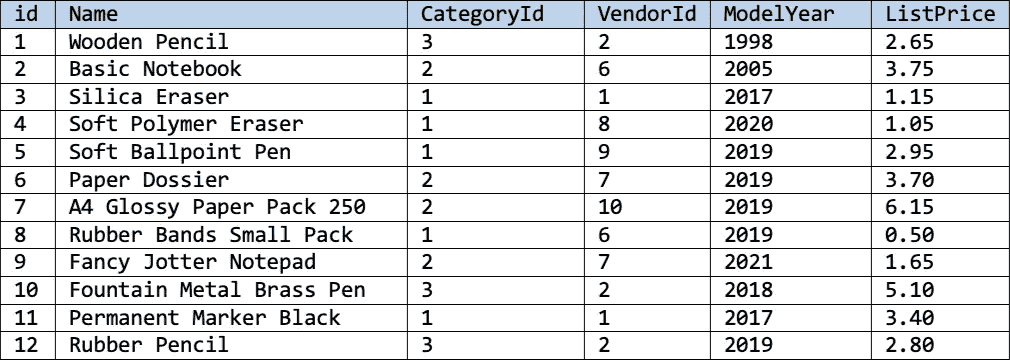 id Name CategoryId VendorId ModelYear ListPrice
1 Wooden Pencil 3 2 1998 2.65
2 Basic Notebook 2 6 2005 3.75
3 Silica Eraser 1 1 2017 1.15
4 Soft Polymer Eraser 1 8 2020 1.05
5 Soft Ballpoint Pen 1 9 2019 2.95
6 Paper Dossier 2 7 2019 3.70
7 A4 Glossy Paper Pack 250 2 10 2019 6.15
8 Rubber Bands Small Pack 1 6 2019 0.50
9 Fancy Jotter Notepad 2 7 2021 1.65
10 Fountain Metal Brass Pen 3 2 2018 5.10
11 Permanent Marker Black 1 1 2017 3.40
12 Rubber Pencil 3 2 2019 2.80